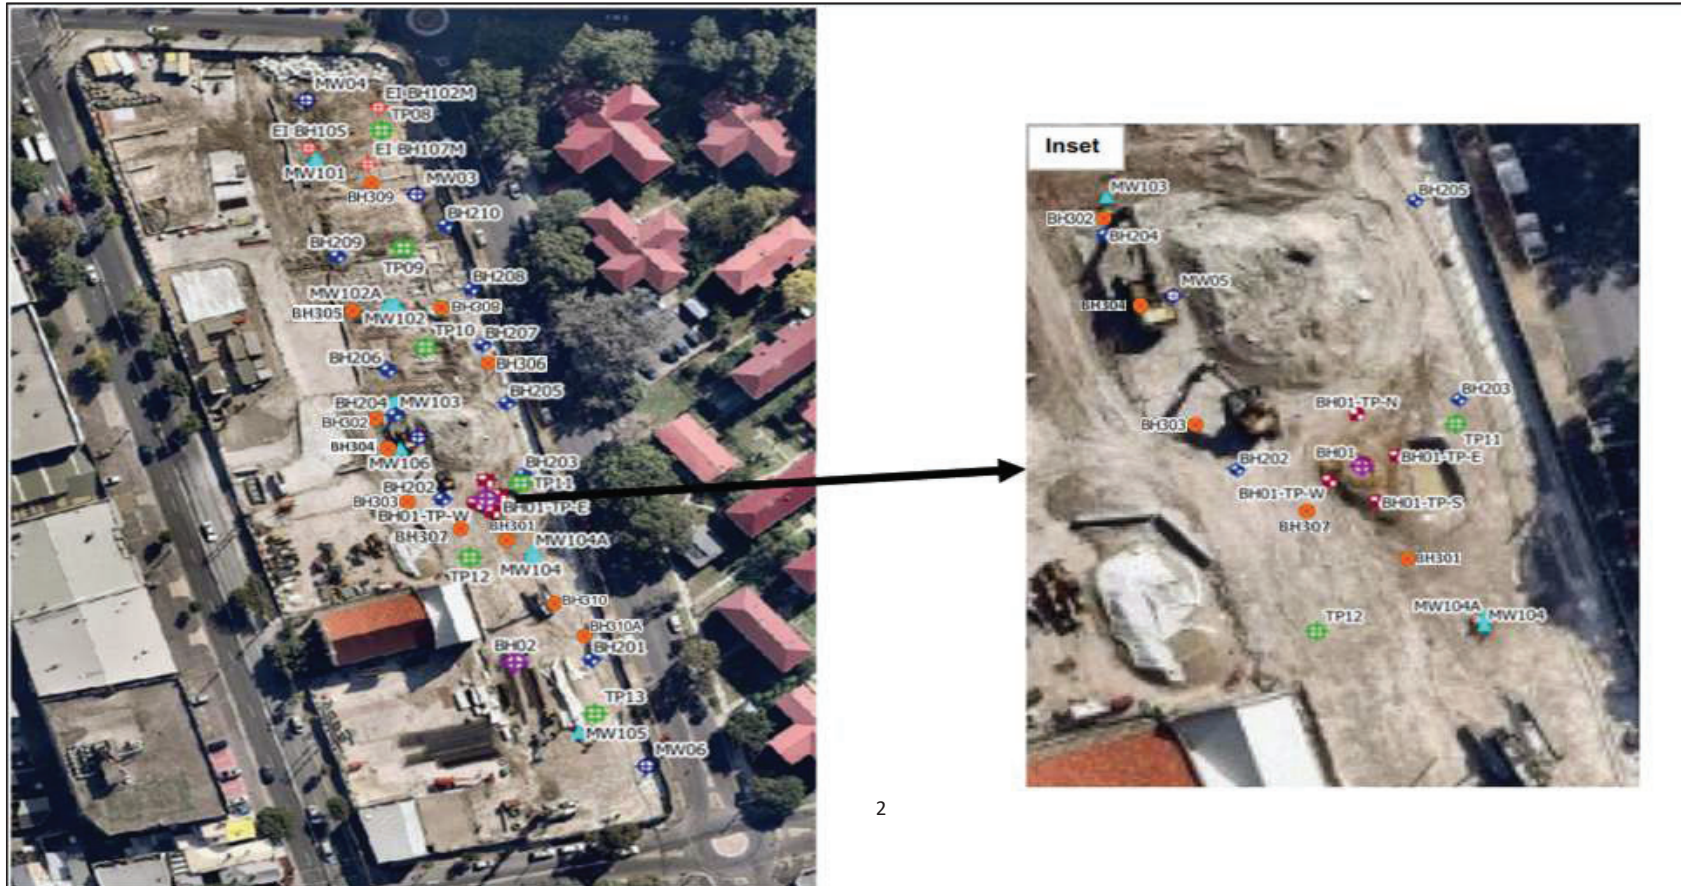 MW04
EI BH102M
TP08
EI BH105
EI BH107M
MW101
BH309
MW03
BH210
BH209
TP09
BH208
MW102A
BH305
MW102
BH308
TP10
BH207
BH206
BH306
BH205
BH204
MW103
BH302
BH304
MW106
BH203
TP11
BH202
BH303
BH01-TP-E
BH01-TP-W
BH301
BH307
MW104A
TP12
MW104
BH310
BH310A
BH02
BH201
TP13
MW105
MW06
Inset
MW103
BH205
BH302
BH204
MW05
BH304
BH203
BH01-TP-N
BH303
TP11
BH01
BH01-TP-E
BH202
BH01-TP-W
BH01-TP-S
BH307
BH301
MW104A
MW104
TP12
2